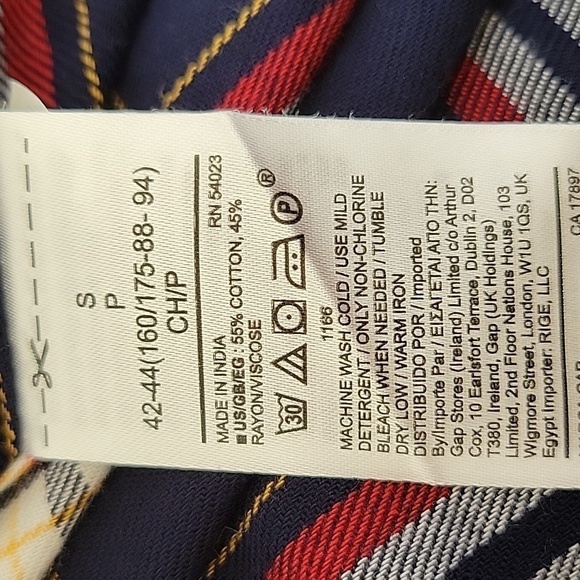 S
P
42-44(160/175-88- 94)
CH/P
RN 54023
MADE IN INDIA
US/GB/EG : 55% COTTON, 45%
RAYON/VISCOSE
30 P ®
1166
MACHINE WASH COLD / USE MILD
DETERGENT / ONLY NON-CHLORINE
BLEACH WHEN NEEDED / TUMBLE
DRY LOW / WARM IRON
DISTRIBUIDO POR / Imported
By/Importe Par / ΕΙΣΑΓΕΤΑΙ ΑΠΟ ΤΗΝ:
Gap Stores (Ireland) Limited c/o Arthur
Cox, 10 Earlsfort Terrace, Dublin 2, D02
T380, Ireland, Gap (UK Holdings)
Limited, 2nd Floor Nations House, 103
Wigmore Street, London, W1U 1QS, UK
Egypt Importer: RIGE, LLC
CA 17897